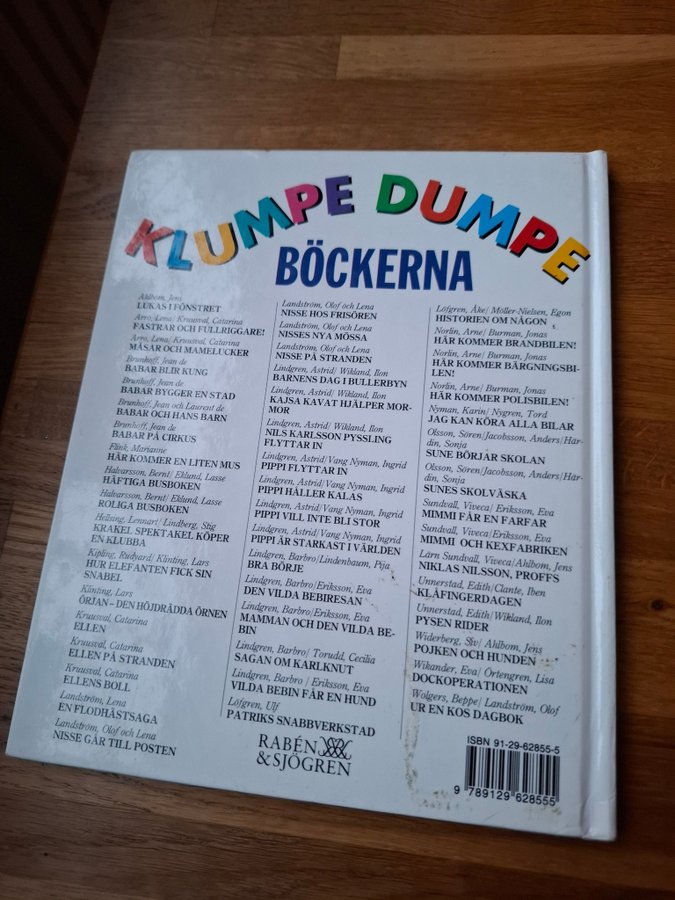 KLUMPE DUMPE
BÖCKERNA
Ahlbom, Jens
LUKAS I FÖNSTRET
Arro, Lena/ Kruusval, Catarina
FASTRAR OCH FULLRIGGARE!
Arro, Lena/ Kruusval, Catarina
MÅSAR OCH MAMELUCKER
Brunhoff, Jean de
BABAR BLIR KUNG
Brunhoff, Jean de
BABAR BYGGER EN STAD
Brunhoff, Jean och Laurent de
BABAR OCH HANS BARN
Brunhoff, Jean de
BABAR PÅ CIRKUS
Flink, Marianne
HÄR KOMMER EN LITEN MUS
Halvarsson, Bernt/ Eklund, Lasse
HÄFTIGA BUSBOKEN
Halvarsson, Bernt/ Eklund, Lasse
ROLIGA BUSBOKEN
Hellsing, Lennart/ Lindberg, Stig
KRAKEL SPEKTAKEL KÖPER
EN KLUBBA
Kipling, Rudyard/ Klinting, Lars
HUR ELEFANTEN FICK SIN
SNABEL
Klinting, Lars
ÖRJAN – DEN HÖJDRÄDDA ÖRNEN
Kruusval, Catarina
ELLEN
Kruusval, Catarina
ELLEN PÅ STRANDEN
Kruusval, Catarina
ELLENS BOLL
Landström, Lena
EN FLODHÄSTSAGA
Landström, Olof och Lena
NISSE GÅR TILL POSTEN
Landström, Olof och Lena
NISSE HOS FRISÖREN
Landström, Olof och Lena
NISSES NYA MÖSSA
Landström, Olof och Lena
NISSE PÅ STRANDEN
Lindgren, Astrid/ Wikland, Ilon
BARNENS DAG I BULLERBYN
Lindgren, Astrid/ Wikland, Ilon
KAJSA KAVAT HJÄLPER MOR-
MOR
Lindgren, Astrid/ Wikland, Ilon
NILS KARLSSON PYSSLING
FLYTTAR IN
Lindgren, Astrid/Vang Nyman, Ingrid
PIPPI FLYTTAR IN
Lindgren, Astrid/Vang Nyman, Ingrid
PIPPI HÅLLER KALAS
Lindgren, Astrid/Vang Nyman, Ingrid
PIPPI VILL INTE BLI STOR
Lindgren, Astrid/Vang Nyman, Ingrid
PIPPI ÄR STARKAST I VÄRLDEN
Lindgren, Barbro/Lindenbaum, Pija
BRA BÖRJE
Lindgren, Barbro/Eriksson, Eva
DEN VILDA BEBIRESAN
Lindgren, Barbro/Eriksson, Eva
MAMMAN OCH DEN VILDA BE-
BIN
Lindgren, Barbro/ Torudd, Cecilia
SAGAN OM KARLKNUT
Lindgren, Barbro / Eriksson, Eva
VILDA BEBIN FÅR EN HUND
Löfgren, Ulf
PATRIKS SNABBVERKSTAD
Löfgren, Åke/ Möller-Nielsen, Egon
HISTORIEN OM NÅGON
Norlin, Arne/ Burman, Jonas
HÄR KOMMER BRANDBILEN!
Norlin, Arne/ Burman, Jonas
HÄR KOMMER BÄRGNINGSBI-
LEN!
Norlin, Arne/ Burman, Jonas
HÄR KOMMER POLISBILEN!
Nyman, Karin/ Nygren, Tord
JAG KAN KÖRA ALLA BILAR
Olsson, Sören/Jacobsson, Anders/Här-
din, Sonja
SUNE BÖRJAR SKOLAN
Olsson, Sören/Jacobsson, Anders/Här-
din, Sonja
SUNES SKOLVÄSKA
Sundvall, Viveca/Eriksson, Eva
MIMMI FÅR EN FARFAR
Sundvall, Viveca/Eriksson, Eva
MIMMI OCH KEXFABRIKEN
Lärn Sundvall, Viveca/Ahlbom, Jens
NIKLAS NILSSON, PROFFS
Unnerstad, Edith/Clante, Iben
KLÅFINGERDAGEN
Unnerstad, Edith/Wikland, Ilon
PYSEN RIDER
Widerberg, Siv/ Ahlbom, Jens
POJKEN OCH HUNDEN
Wikander, Eva/ Örtengren, Lisa
DOCKOPERATIONEN
Wolgers, Beppe/ Landström, Olof
UR EN KOS DAGBOK
RABÉN
&SJÖGREN
ISBN 91-29-62855-5
9 789129 628555